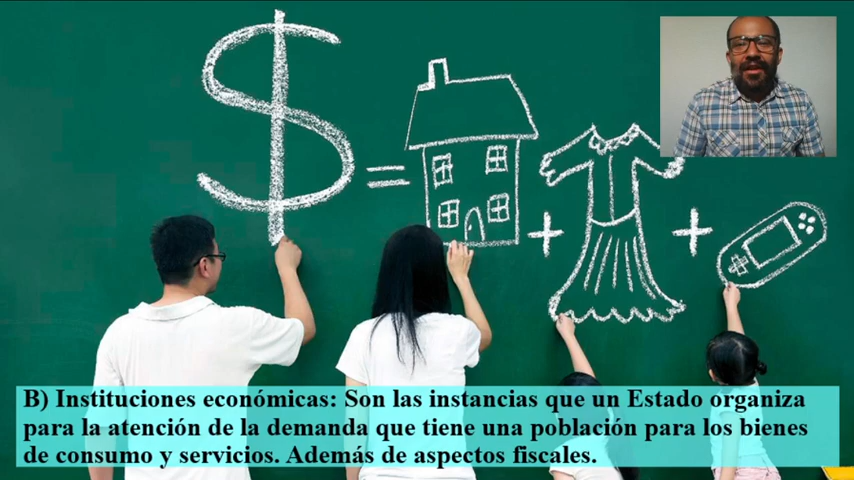 $ = + +
B) Instituciones económicas: Son las instancias que un Estado organiza
para la atención de la demanda que tiene una población para los bienes
de consumo y servicios. Además de aspectos fiscales.